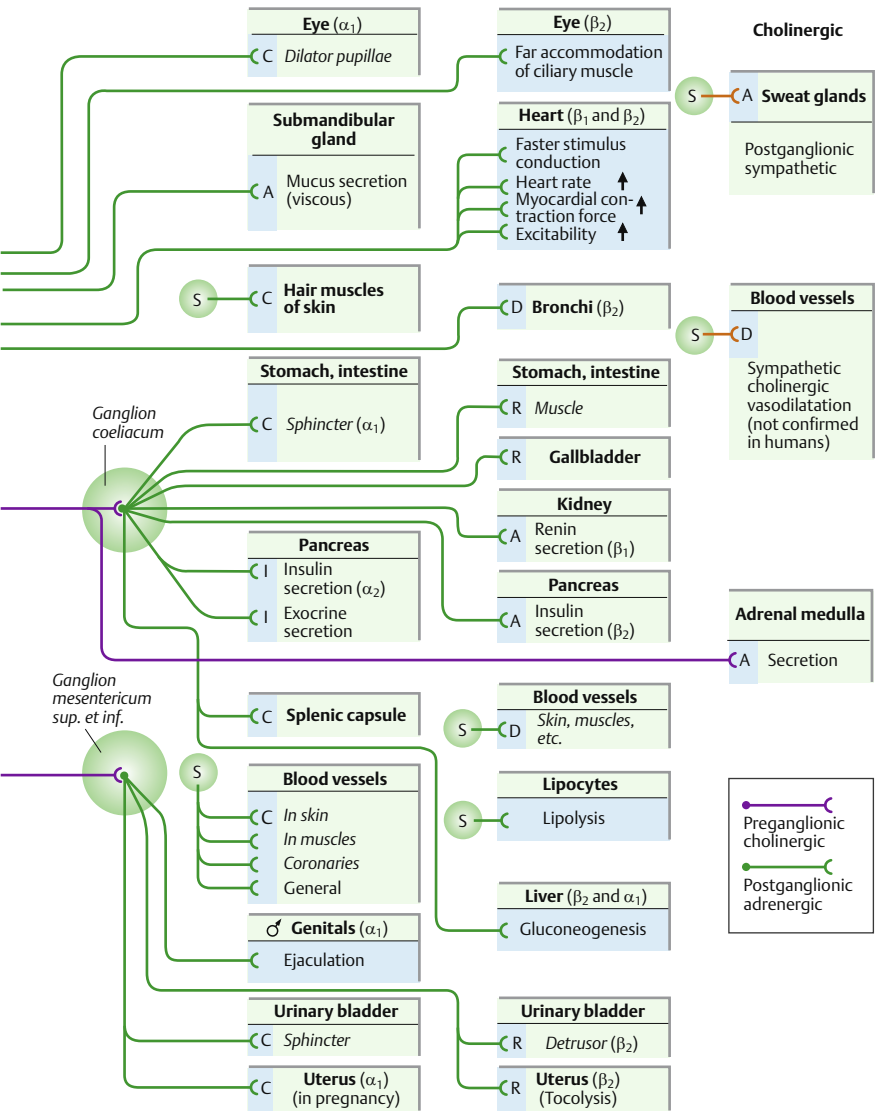 Eye (α₁)
C Dilator pupillae
Submandibular
gland
A Mucus secretion
(viscous)
S C Hair muscles
of skin
Stomach, intestine
C Sphincter (α₁)
Ganglion
coeliacum
Pancreas
I Insulin
secretion (α₂)
I Exocrine
secretion
Ganglion
mesentericum
sup. et inf.
C Splenic capsule
S
Blood vessels
C In skin
In muscles
Coronaries
General
♂ Genitals (α₁)
Ejaculation
Urinary bladder
C Sphincter
C Uterus (α₁)
(in pregnancy)
Eye (β₂)
Far accommodation
of ciliary muscle
Heart (β₁ and β₂)
Faster stimulus
conduction
Heart rate
Myocardial con-
traction force
Excitability
D Bronchi (β₂)
Stomach, intestine
R Muscle
R Gallbladder
Kidney
A Renin
secretion (β₁)
Pancreas
A Insulin
secretion (β₂)
Blood vessels
S D Skin, muscles,
etc.
Lipocytes
S Lipolysis
Liver (β₂ and α₁)
Gluconeogenesis
Urinary bladder
R Detrusor (β₂)
R Uterus (β₂)
(Tocolysis)
Cholinergic
S A Sweat glands
Postganglionic
sympathetic
Blood vessels
S D
Sympathetic
cholinergic
vasodilatation
(not confirmed
in humans)
Adrenal medulla
A Secretion
Preganglionic
cholinergic
Postganglionic
adrenergic